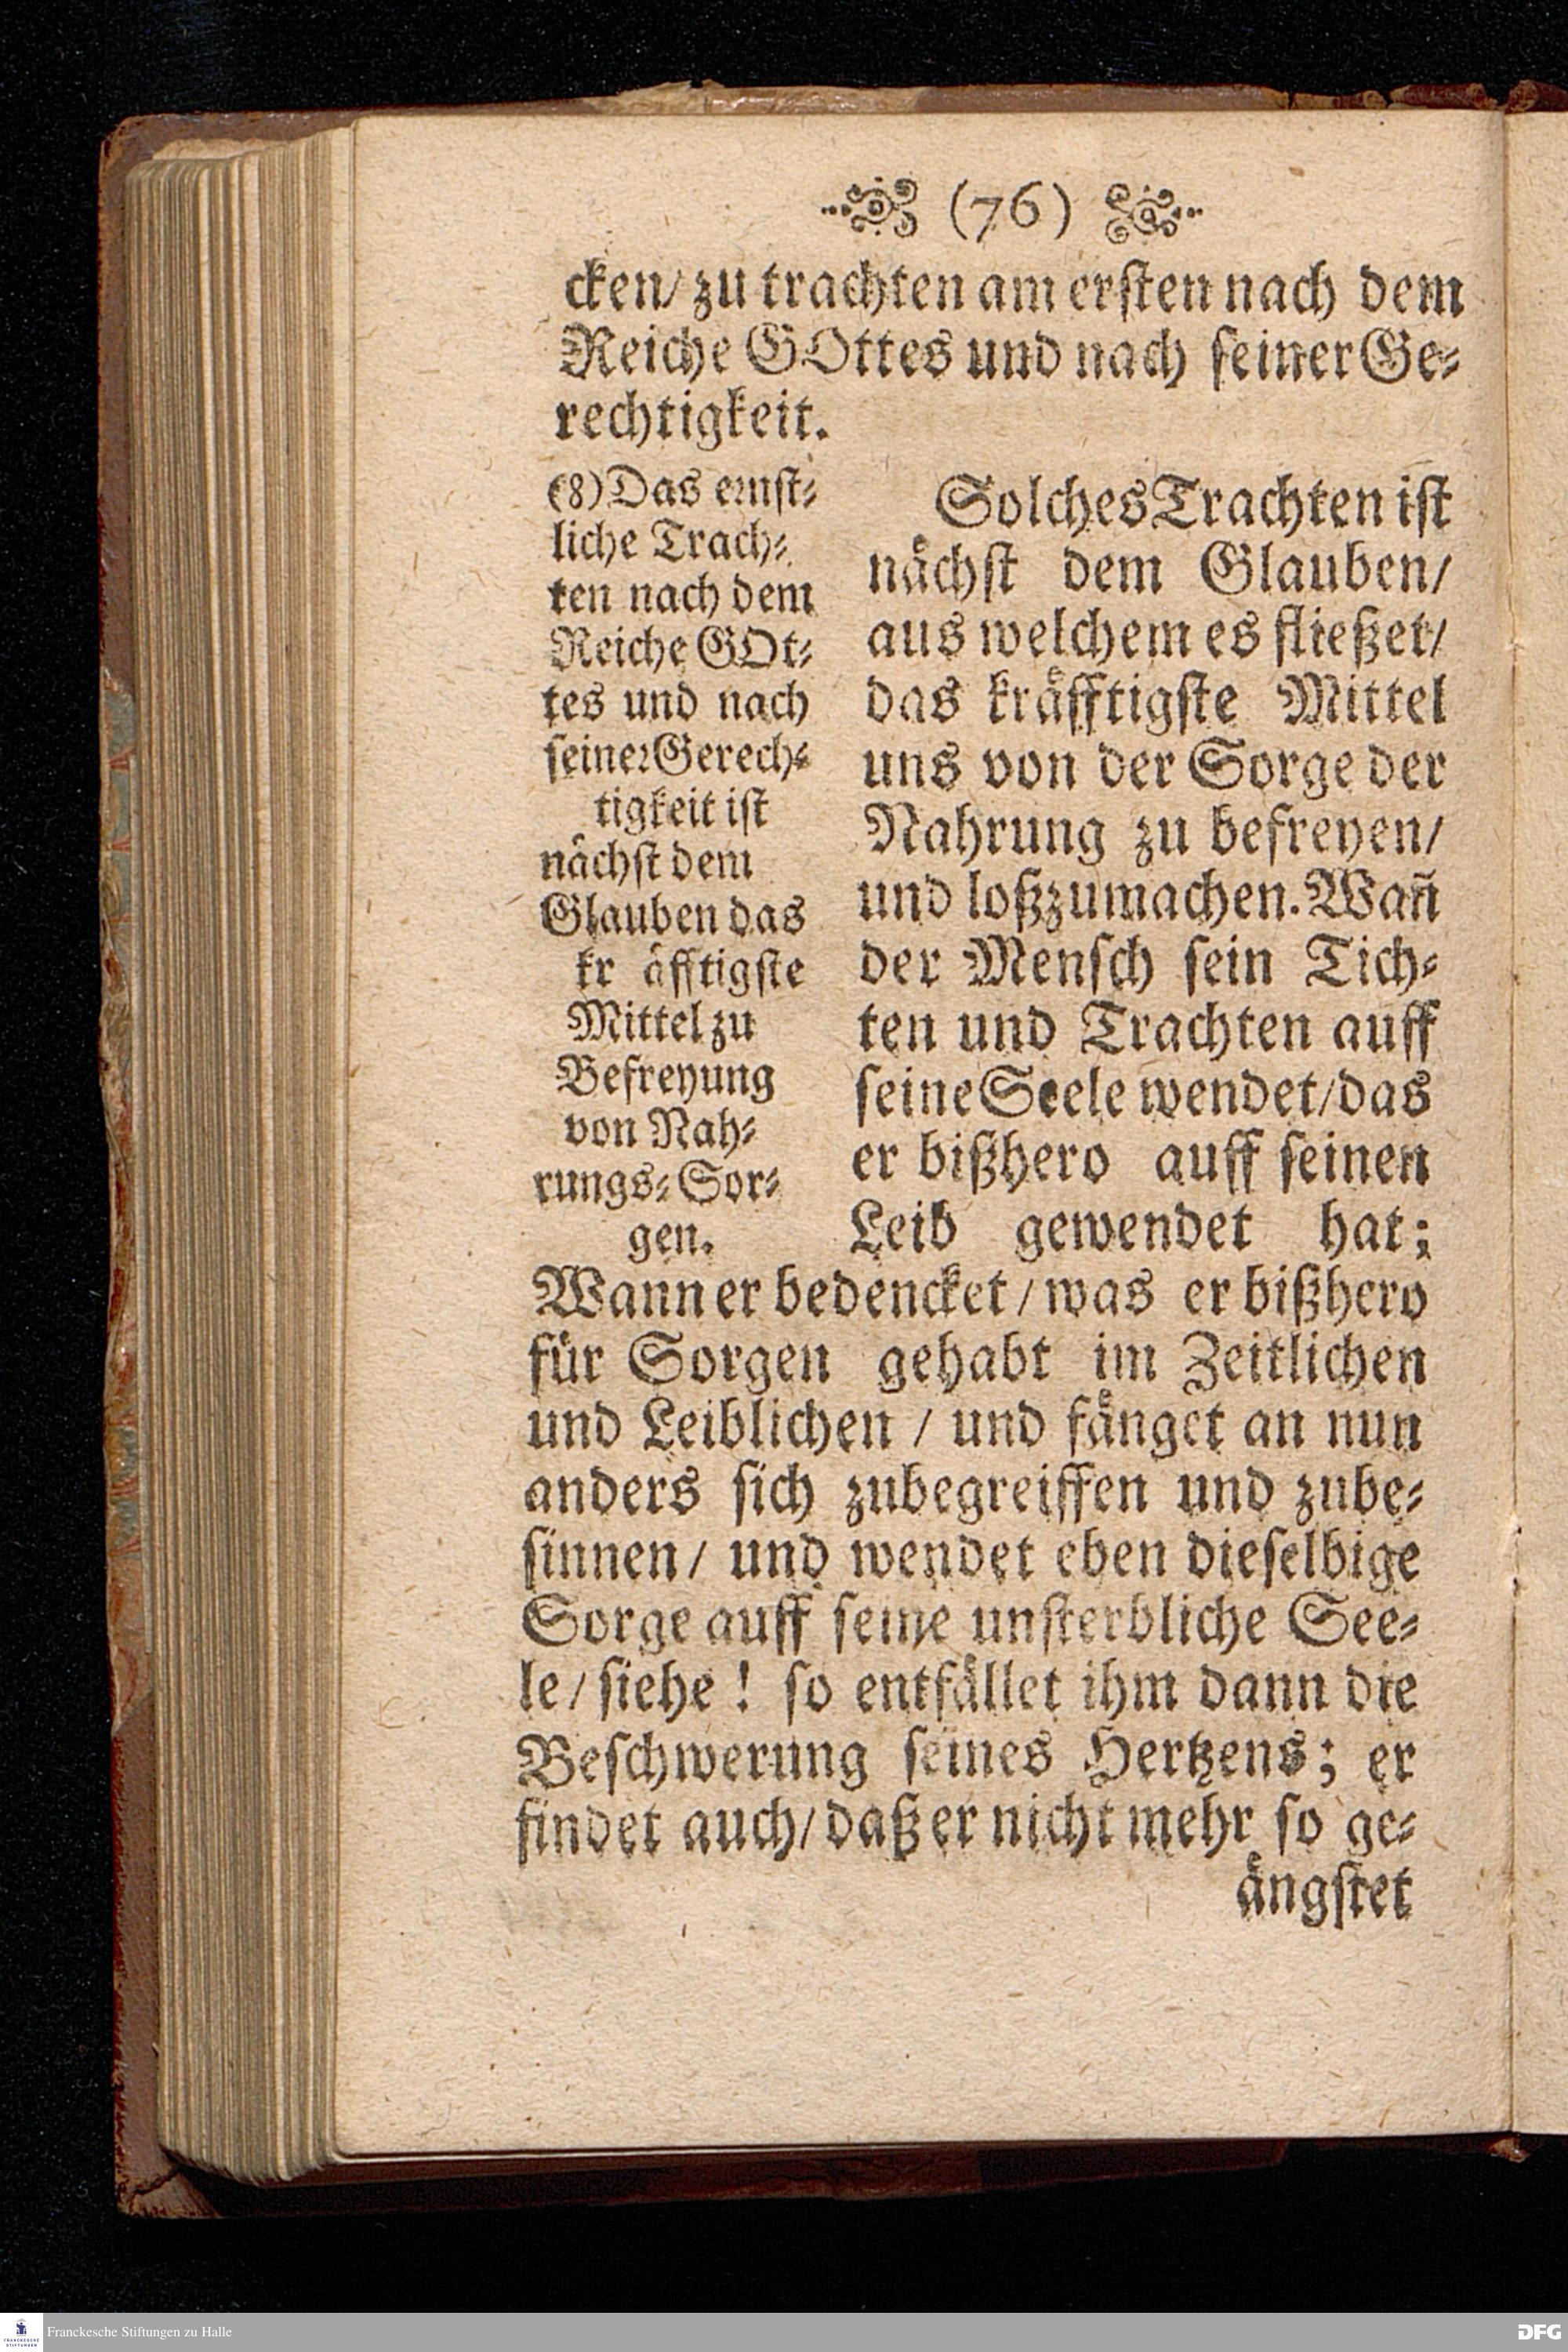 (76)
cken/ zu trachten am ersten nach dem
Reiche GOttes und nach seiner Ge-
rechtigkeit.
(8) Das ernst-
liche Trach-
ten nach dem
Reiche GOt-
tes und nach
seiner Gerech-
tigkeit ist
nächst dem
Glauben das
kr äfftigste
Mittel zu
Befreyung
von Nah-
rungs-Sor-
gen.
Solches Trachten ist
nächst dem Glauben/
aus welchem es fließet/
das kräfftigste Mittel
uns von der Sorge der
Nahrung zu befreyen/
und loßzumachen. Wañ
der Mensch sein Tich-
ten und Trachten auff
seine Seele wendet/ das
er bißhero auff seinen
Leib gewendet hat;
Wann er bedencket / was er bißhero
für Sorgen gehabt im Zeitlichen
und Leiblichen / und fänget an nun
anders sich zubegreiffen und zube-
sinnen / und wendet eben dieselbige
Sorge auff seine unsterbliche See-
le / siehe ! so entfället ihm dann die
Beschwerung seines Hertzens; er
findet auch/ daß er nicht mehr so ge-
ängstet
Franckesche Stiftungen zu Halle
FRANCKESCHE STIFTUNGEN
DFG